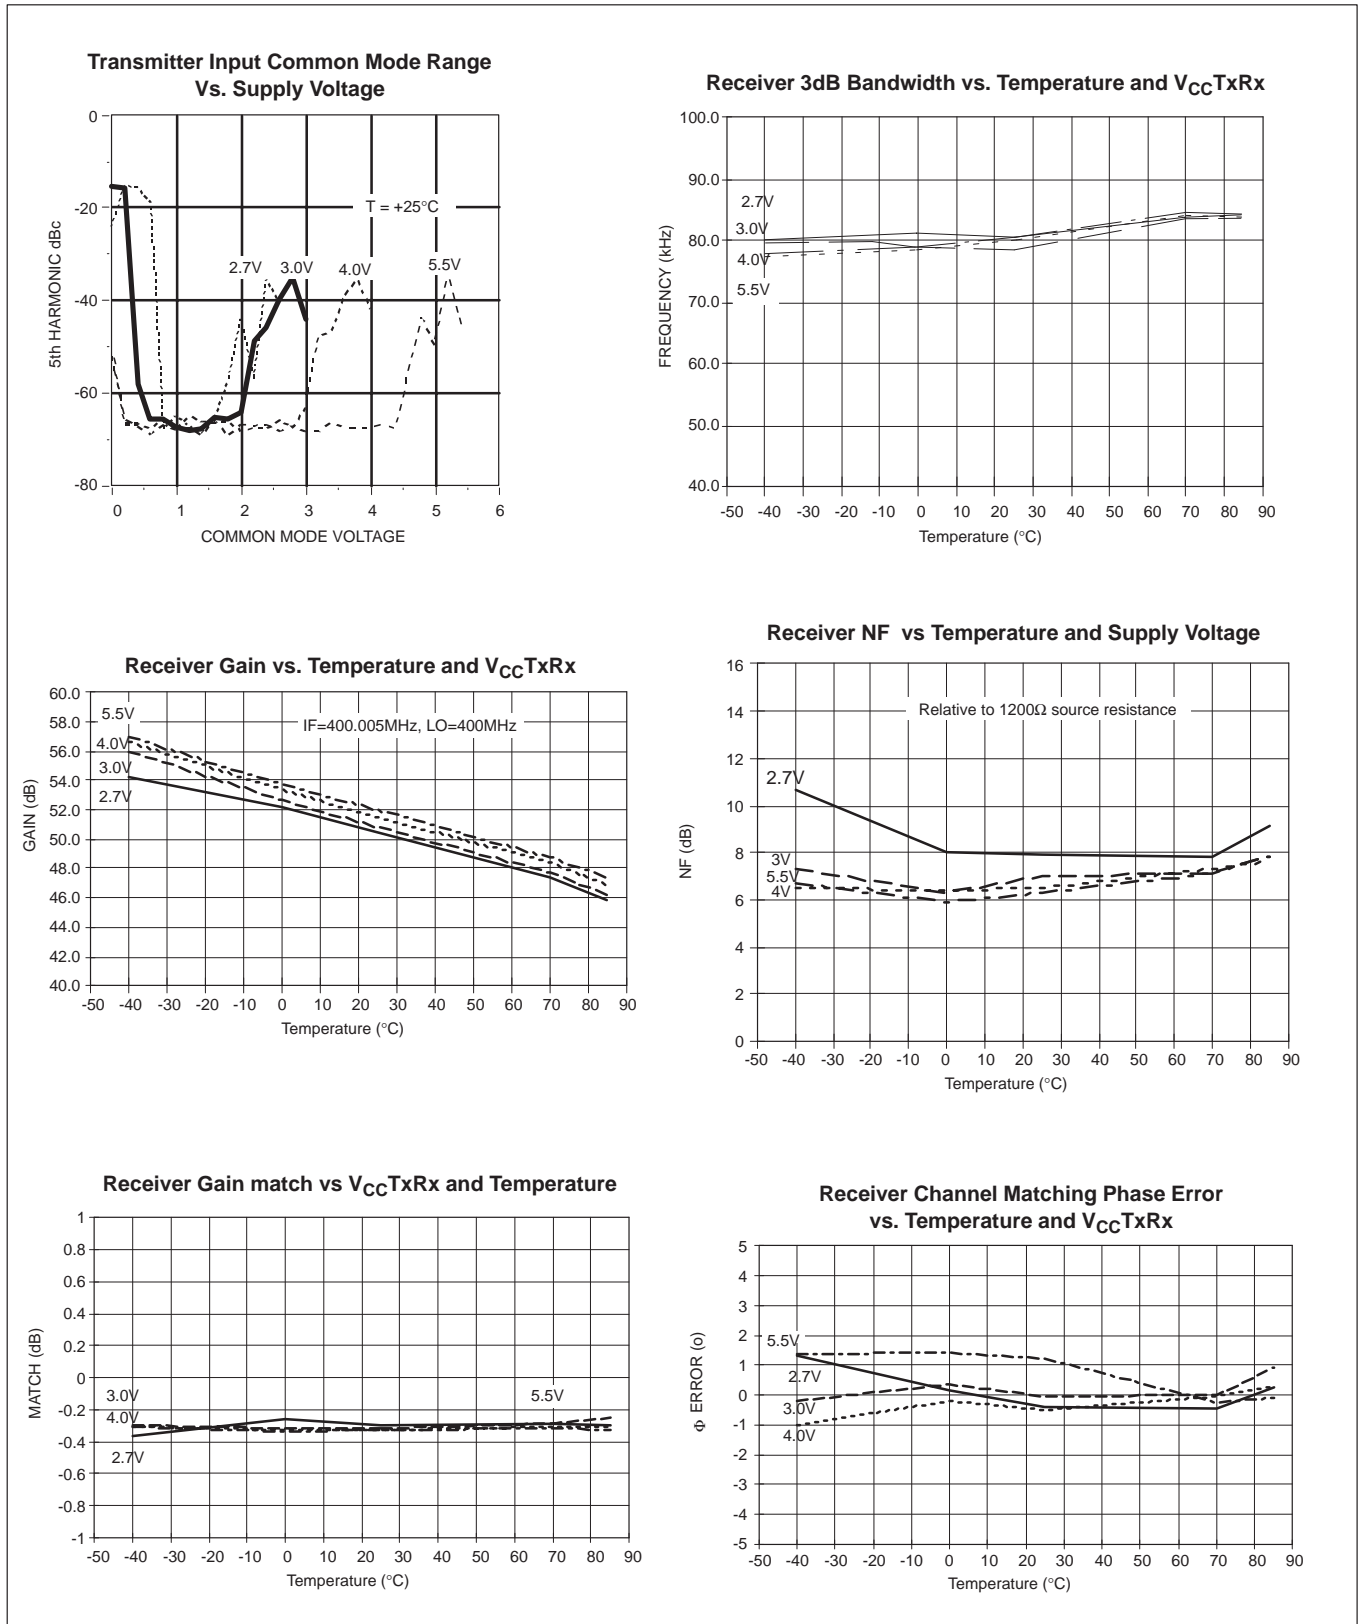 Transmitter Input Common Mode Range
Vs. Supply Voltage
0
-20
-40
-60
-80
5th HARMONIC dBc
T = +25°C
2.7V 3.0V 4.0V 5.5V
0 1 2 3 4 5 6
COMMON MODE VOLTAGE
Receiver 3dB Bandwidth vs. Temperature and VCCTxRx
100.0
90.0
80.0
70.0
60.0
50.0
40.0
FREQUENCY (kHz)
2.7V
3.0V
4.0V
5.5V
-50 -40 -30 -20 -10 0 10 20 30 40 50 60 70 80 90
Temperature (°C)
Receiver Gain vs. Temperature and VCCTxRx
60.0
58.0
56.0
54.0
52.0
50.0
48.0
46.0
44.0
42.0
40.0
GAIN (dB)
IF=400.005MHz, LO=400MHz
5.5V
4.0V
3.0V
2.7V
-50 -40 -30 -20 -10 0 10 20 30 40 50 60 70 80 90
Temperature (°C)
Receiver NF vs Temperature and Supply Voltage
16
14
12
10
8
6
4
2
0
NF (dB)
Relative to 1200Ω source resistance
2.7V
3V
5.5V
4V
-50 -40 -30 -20 -10 0 10 20 30 40 50 60 70 80 90
Temperature (°C)
Receiver Gain match vs VCCTxRx and Temperature
1
0.8
0.6
0.4
0.2
0
-0.2
-0.4
-0.6
-0.8
-1
MATCH (dB)
3.0V
4.0V
2.7V
5.5V
-50 -40 -30 -20 -10 0 10 20 30 40 50 60 70 80 90
Temperature (°C)
Receiver Channel Matching Phase Error
vs. Temperature and VCCTxRx
5
4
3
2
1
0
-1
-2
-3
-4
-5
Φ ERROR (o)
5.5V
2.7V
3.0V
4.0V
-50 -40 -30 -20 -10 0 10 20 30 40 50 60 70 80 90
Temperature (°C)